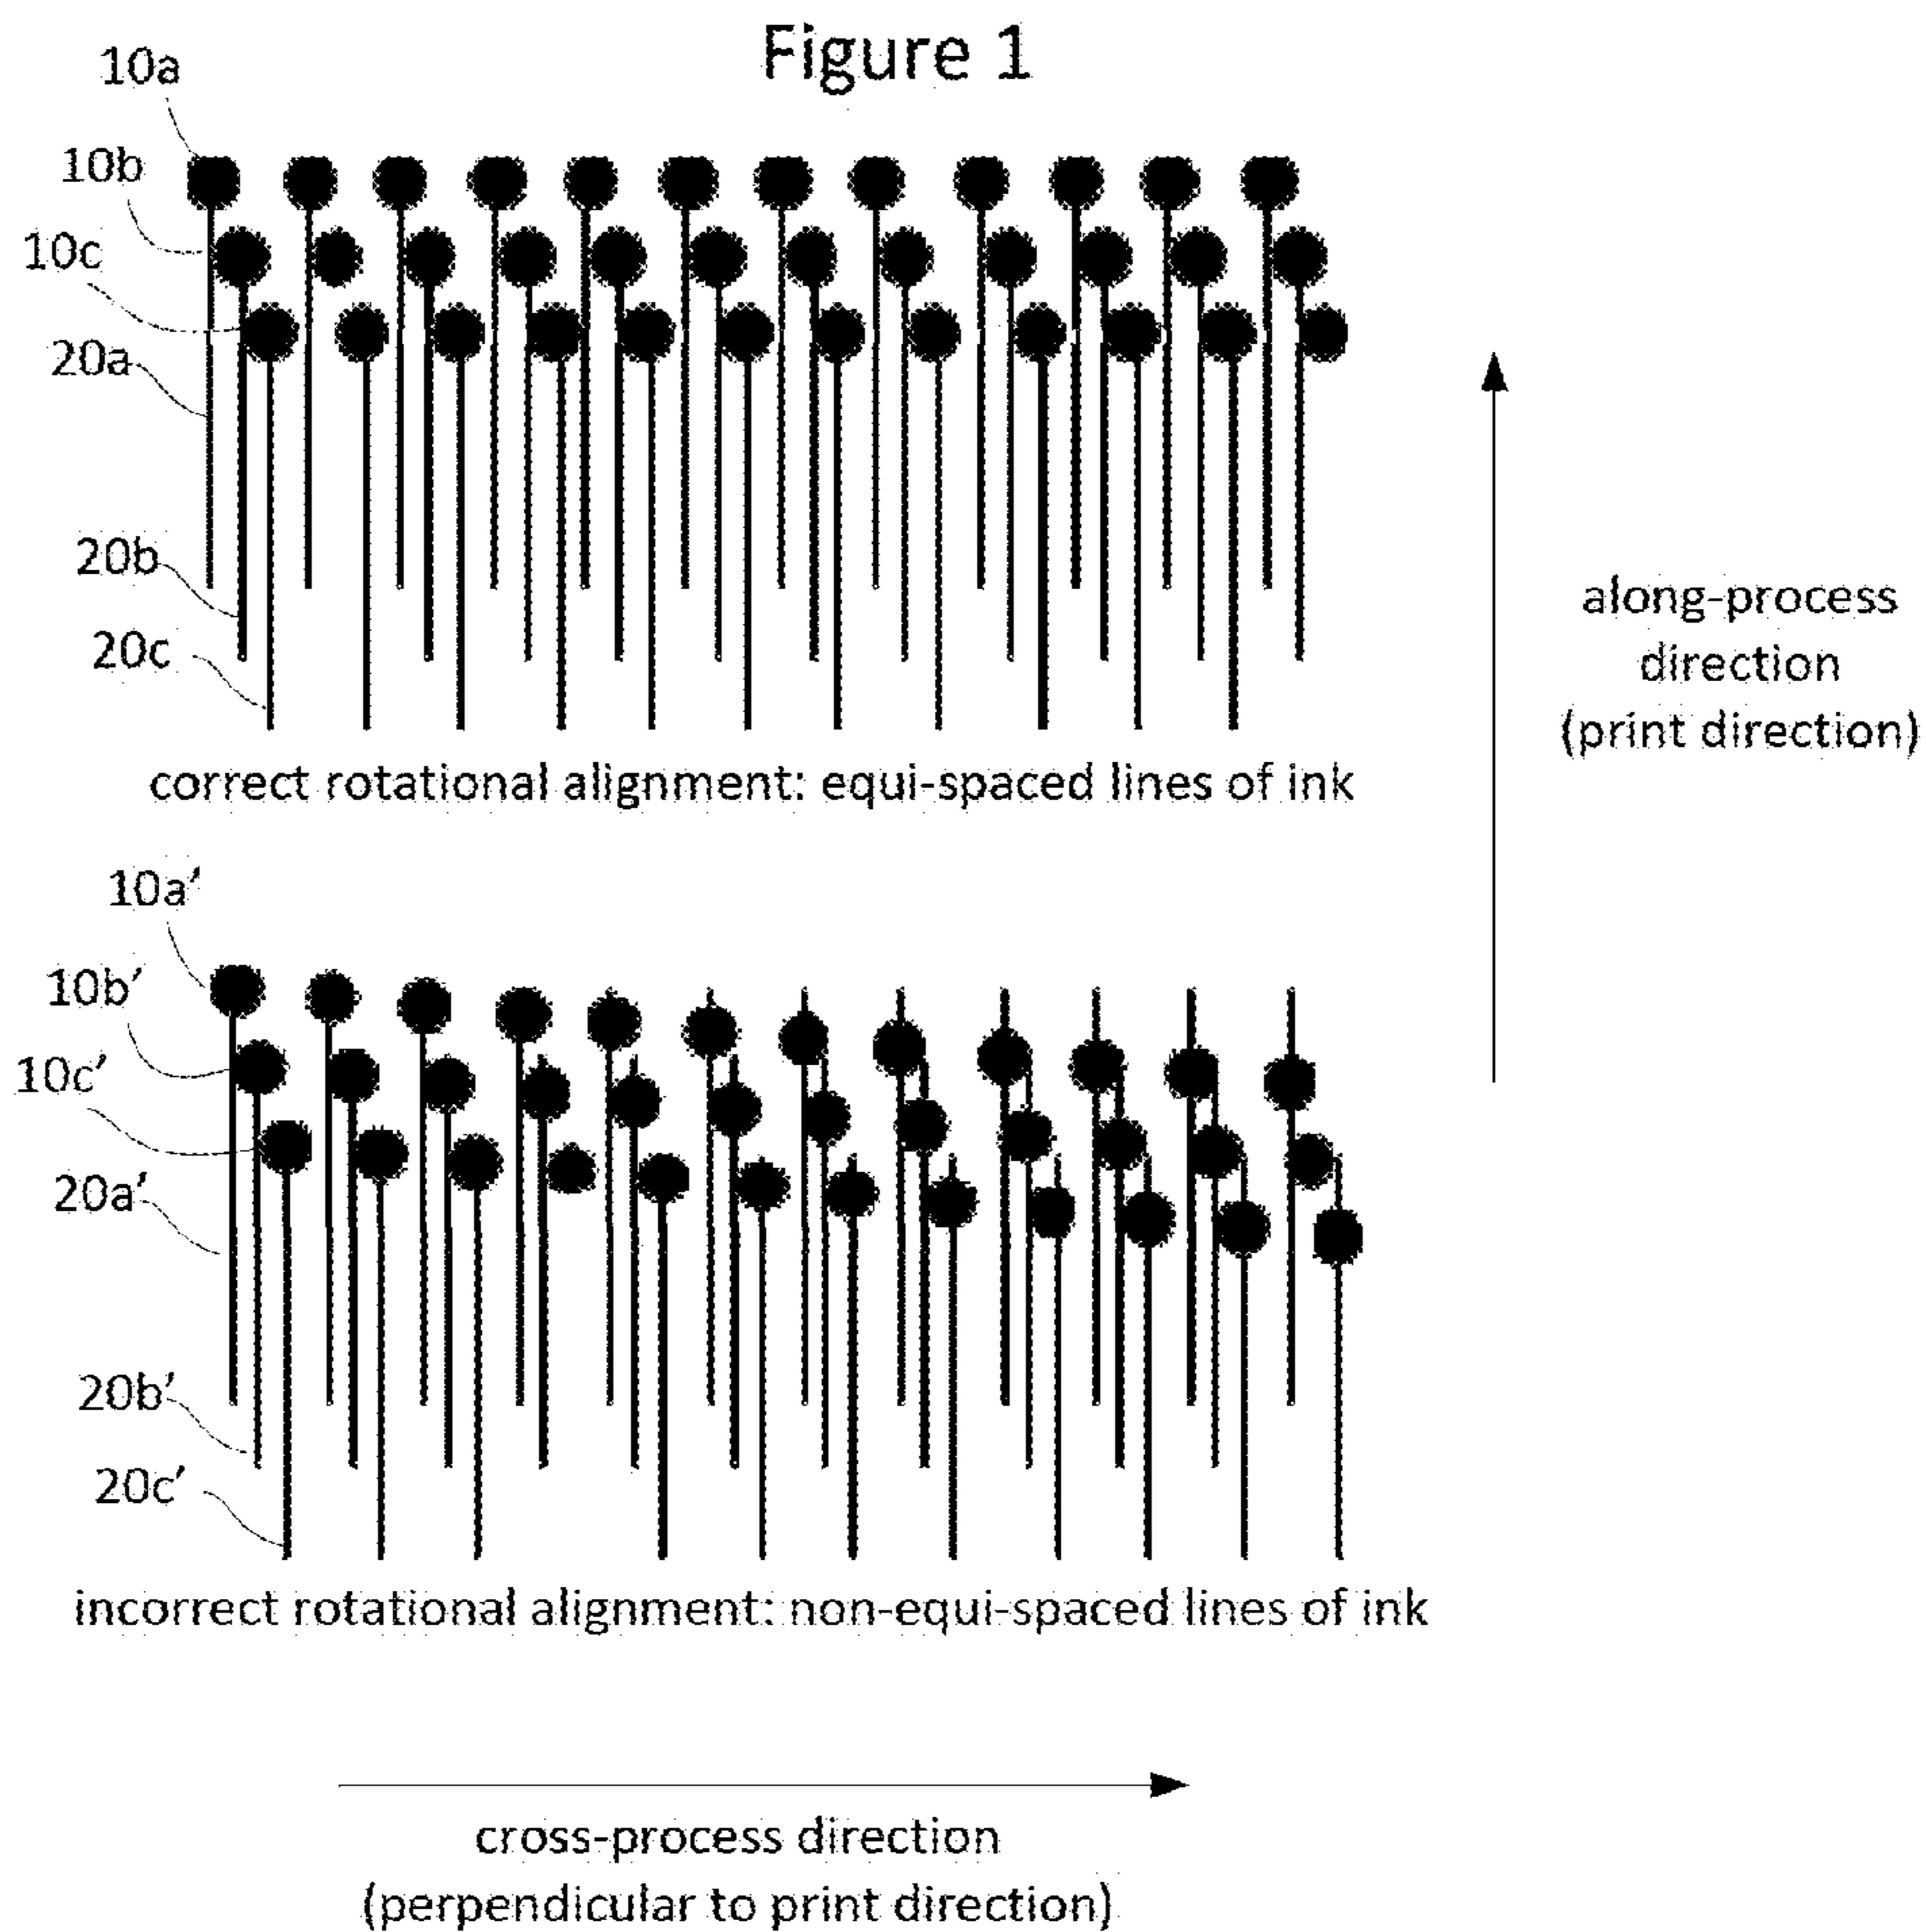 Figure 1
10a
10b
10c
20a
20b
20c
correct rotational alignment: equi-spaced lines of ink
along-process
direction
(print direction)
10a’
10b’
10c’
20a’
20b’
20c’
incorrect rotational alignment: non-equi-spaced lines of ink
cross-process direction
(perpendicular to print direction)